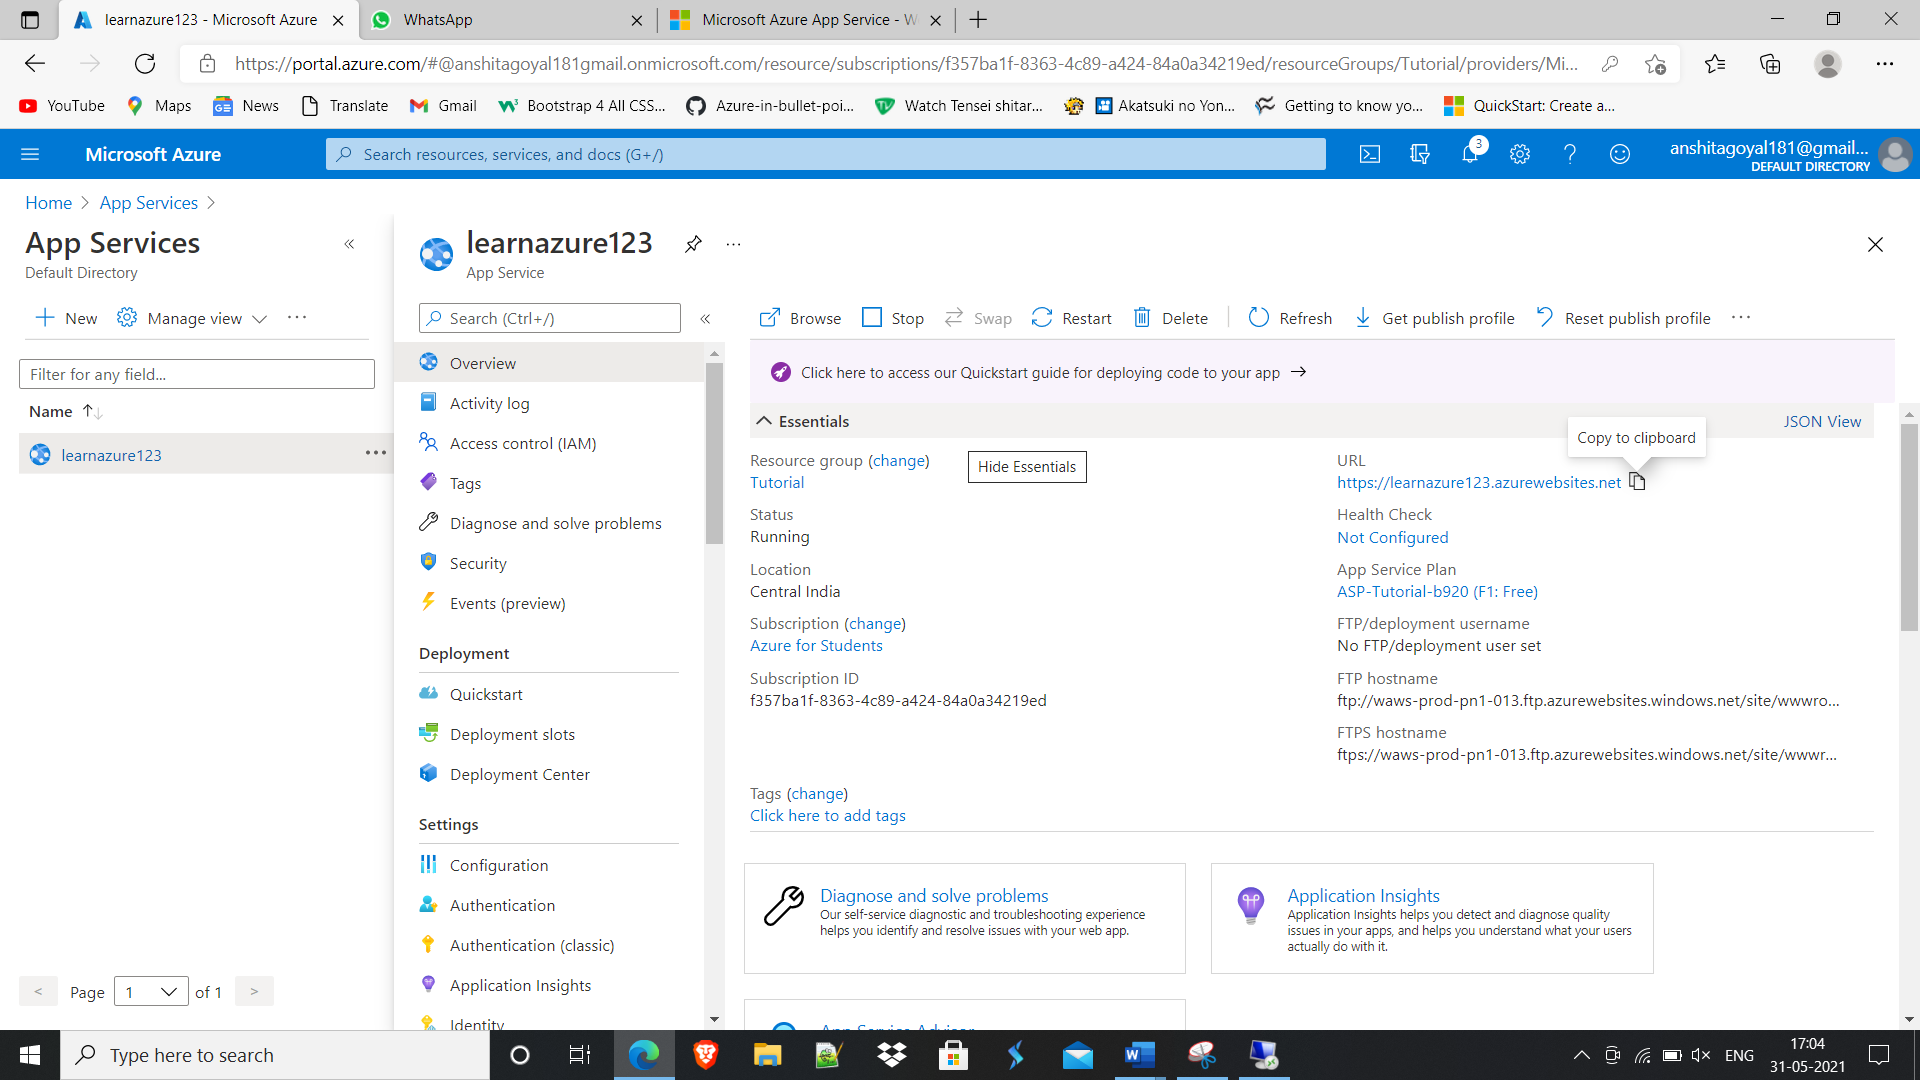 learnazure123 - Microsoft Azure
WhatsApp
Microsoft Azure App Service - W
https://portal.azure.com/#@anshitagoyal181gmail.onmicrosoft.com/resource/subscriptions/f357ba1f-8363-4c89-a424-84a0a34219ed/resourceGroups/Tutorial/providers/Mi...
YouTube
Maps
News
Translate
Gmail
Bootstrap 4 All CSS...
Azure-in-bullet-poi...
Watch Tensei shitar...
Akatsuki no Yon...
Getting to know yo...
QuickStart: Create a...
Microsoft Azure
Search resources, services, and docs (G+/)
3
anshitagoyal181@gmail....
DEFAULT DIRECTORY
Home > App Services >
App Services
Default Directory
New
Manage view
Filter for any field...
Name
learnazure123
< Page 1 of 1 >
learnazure123
App Service
Search (Ctrl+/)
Overview
Activity log
Access control (IAM)
Tags
Diagnose and solve problems
Security
Events (preview)
Deployment
Quickstart
Deployment slots
Deployment Center
Settings
Configuration
Authentication
Authentication (classic)
Application Insights
Identity
Browse
Stop
Swap
Restart
Delete
Refresh
Get publish profile
Reset publish profile
Click here to access our Quickstart guide for deploying code to your app
Essentials
JSON View
Copy to clipboard
Hide Essentials
Resource group (change)
Tutorial
Status
Running
Location
Central India
Subscription (change)
Azure for Students
Subscription ID
f357ba1f-8363-4c89-a424-84a0a34219ed
URL
https://learnazure123.azurewebsites.net
Health Check
Not Configured
App Service Plan
ASP-Tutorial-b920 (F1: Free)
FTP/deployment username
No FTP/deployment user set
FTP hostname
ftp://waws-prod-pn1-013.ftp.azurewebsites.windows.net/site/wwwro...
FTPS hostname
ftps://waws-prod-pn1-013.ftp.azurewebsites.windows.net/site/wwwr...
Tags (change)
Click here to add tags
Diagnose and solve problems
Our self-service diagnostic and troubleshooting experience
helps you identify and resolve issues with your web app.
Application Insights
Application Insights helps you detect and diagnose quality
issues in your apps, and helps you understand what your users
actually do with it.
App Service Advisor
Type here to search
ENG
17:04
31-05-2021